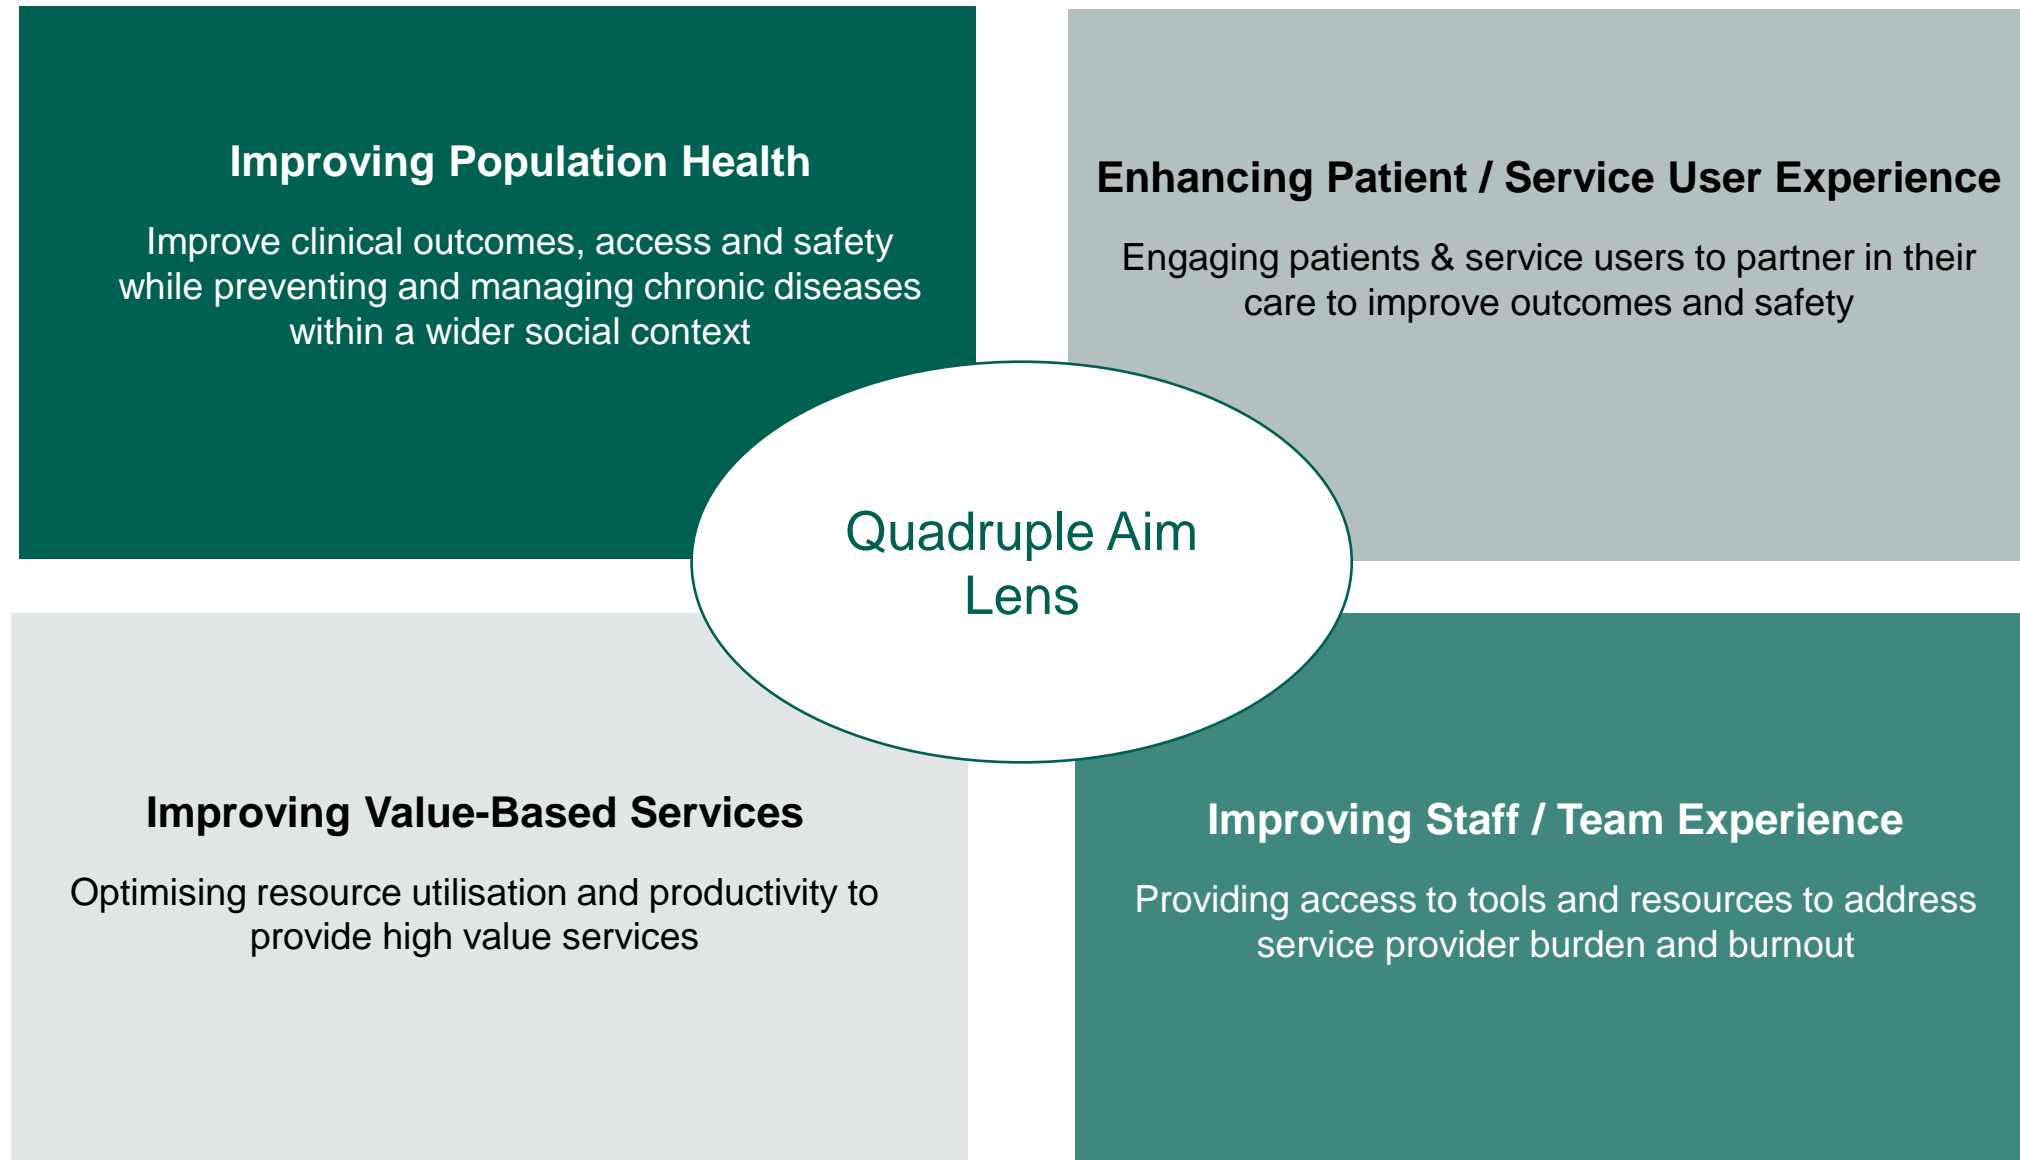 Improving Population Health
Improve clinical outcomes, access and safety
while preventing and managing chronic diseases
within a wider social context
Enhancing Patient / Service User Experience
Engaging patients & service users to partner in their
care to improve outcomes and safety
Quadruple Aim
Lens
Improving Value-Based Services
Optimising resource utilisation and productivity to
provide high value services
Improving Staff / Team Experience
Providing access to tools and resources to address
service provider burden and burnout